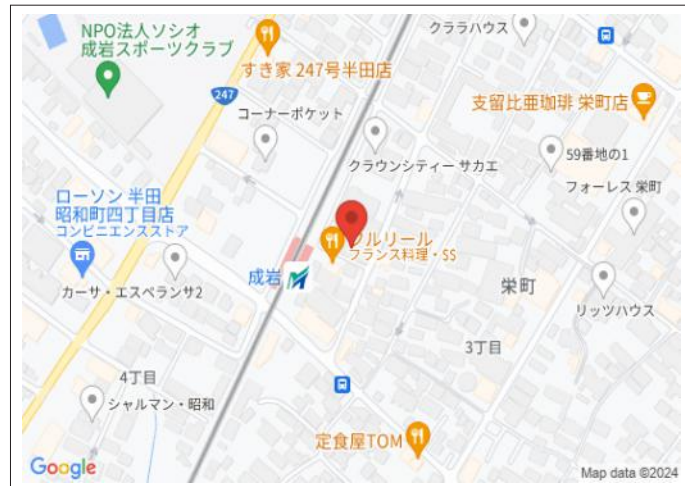 クララハウス
NPO法人ソシオ
成岩スポーツクラブ
すき家 247号半田店
247
コーナーポケット
支留比亜珈琲 栄町店
59番地の1
クラウンシティー サカエ
フォーレス 栄町
ローソン 半田
昭和町四丁目店
コンビニエンスストア
フランス料理・$$
成岩
カーサ・エスペランサ2
栄町
リッツハウス
3丁目
4丁目
シャルマン・昭和
定食屋TOM
Google
Map data ©2024